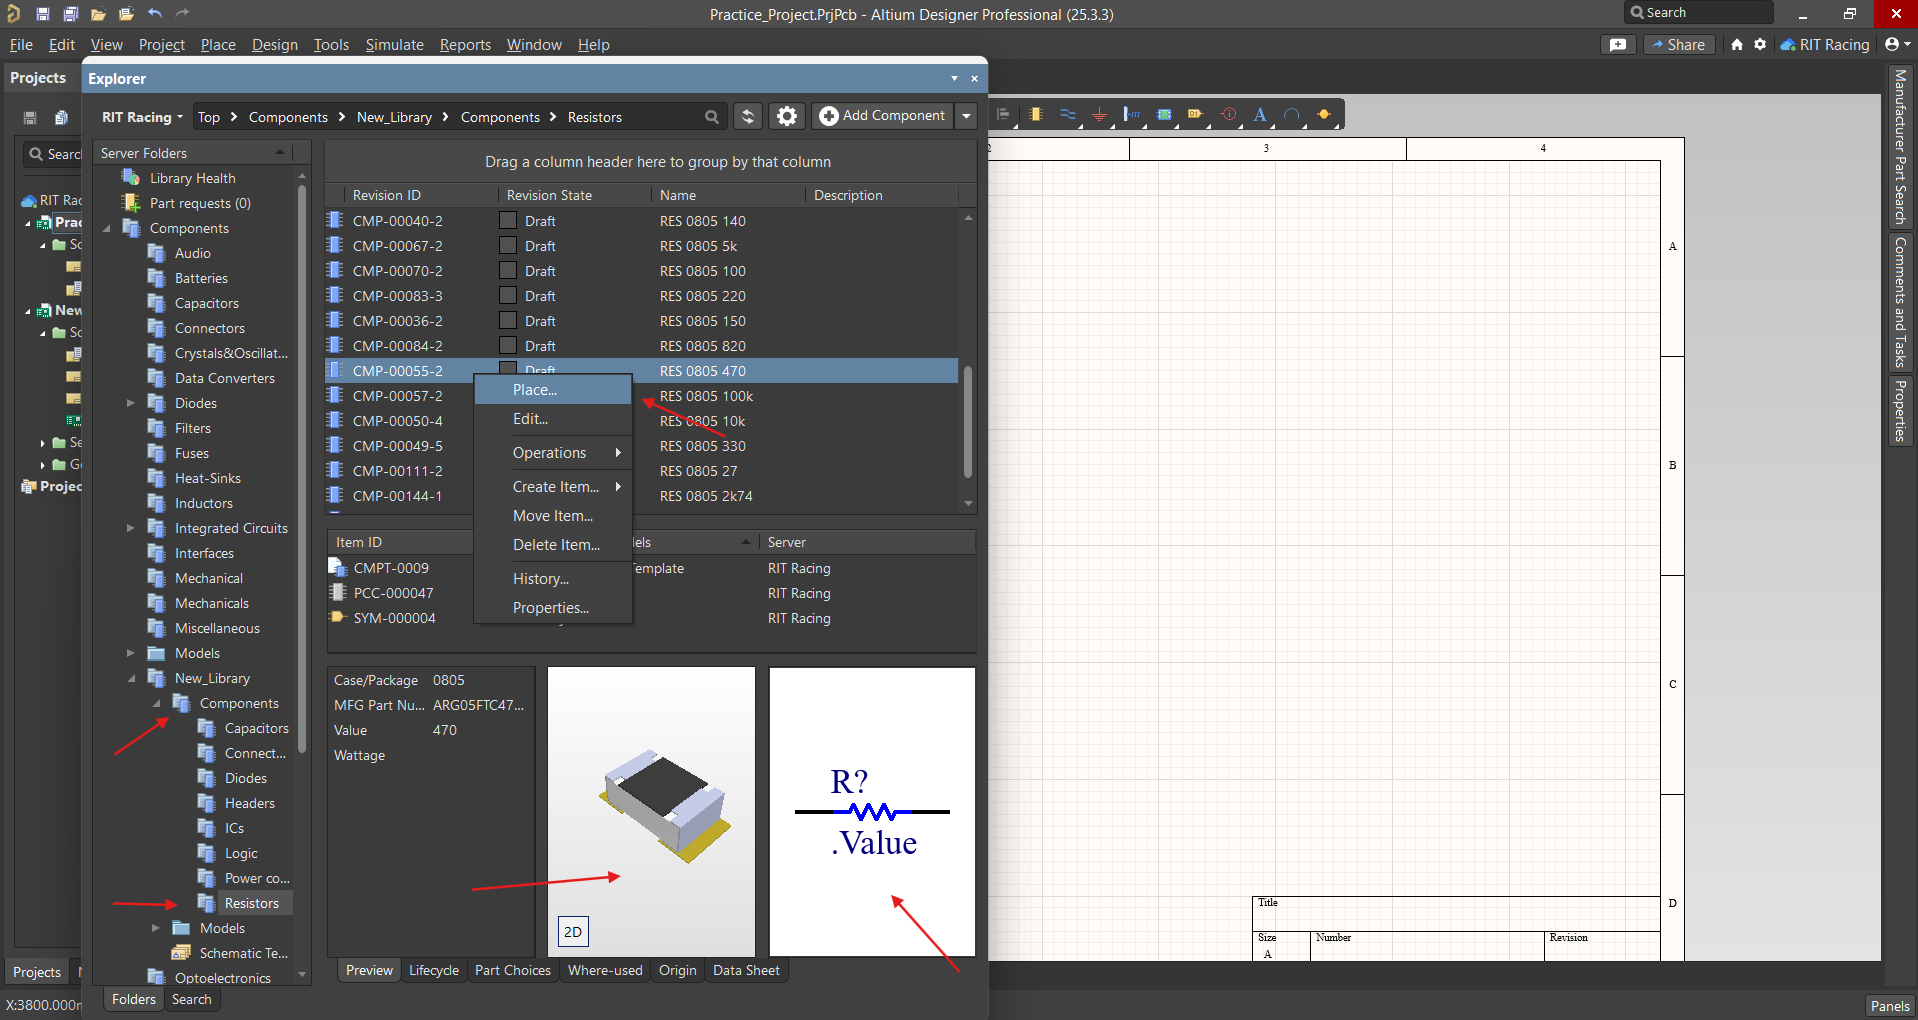 Practice_Project.PrjPcb - Altium Designer Professional (25.3.3)
Search
File Edit View Project Place Design Tools Simulate Reports Window Help
Share
RIT Racing
Projects
Explorer
RIT Racing
Top
Components
New_Library
Components
Resistors
Add Component
Search
RIT Rac
Prac
So
New
So
Se
Projec
Server Folders
Library Health
Part requests (0)
Components
Audio
Batteries
Capacitors
Connectors
Crystals&Oscillat...
Data Converters
Diodes
Filters
Fuses
Heat-Sinks
Inductors
Integrated Circuits
Interfaces
Mechanical
Mechanicals
Miscellaneous
Models
New_Library
Components
Capacitors
Connect...
Diodes
Headers
ICs
Logic
Power co...
Resistors
Models
Schematic Te...
Optoelectronics
Drag a column header here to group by that column
Revision ID Revision State Name Description
CMP-00040-2 Draft RES 0805 140
CMP-00067-2 Draft RES 0805 5k
CMP-00070-2 Draft RES 0805 100
CMP-00083-3 Draft RES 0805 220
CMP-00036-2 Draft RES 0805 150
CMP-00084-2 Draft RES 0805 820
CMP-00055-2 Draft RES 0805 470
CMP-00057-2 RES 0805 100k
CMP-00050-4 RES 0805 10k
CMP-00049-5 RES 0805 330
CMP-00111-2 RES 0805 27
CMP-00144-1 RES 0805 2k74
Place...
Edit...
Operations
Create Item...
Move Item...
Delete Item...
History...
Properties...
Item ID els Server
CMPT-0009 Template RIT Racing
PCC-000047 RIT Racing
SYM-000004 RIT Racing
Case/Package 0805
MFG Part Nu... ARG05FTC47...
Value 470
Wattage
2D
R?
.Value
Preview Lifecycle Part Choices Where-used Origin Data Sheet
Folders Search
Projects
X:3800.000m
2 3 4
A
B
C
D
Title
Size Number Revision
A
Manufacturer Part Search
Comments and Tasks
Properties
Panels